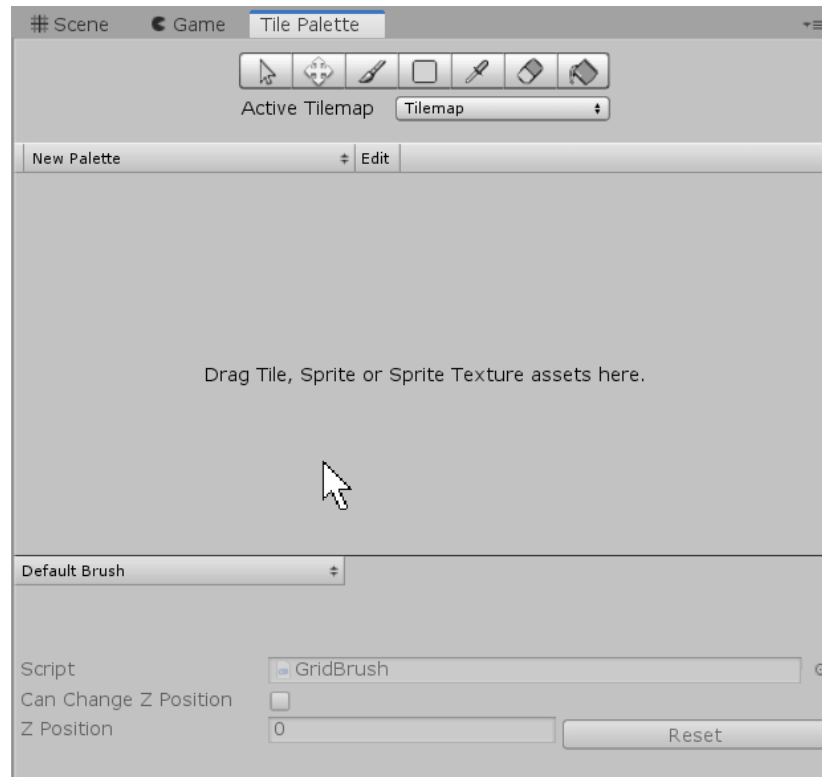 Scene Game Tile Palette
Active Tilemap Tilemap
New Palette Edit
Drag Tile, Sprite or Sprite Texture assets here.
Default Brush
Script GridBrush
Can Change Z Position
Z Position 0 Reset